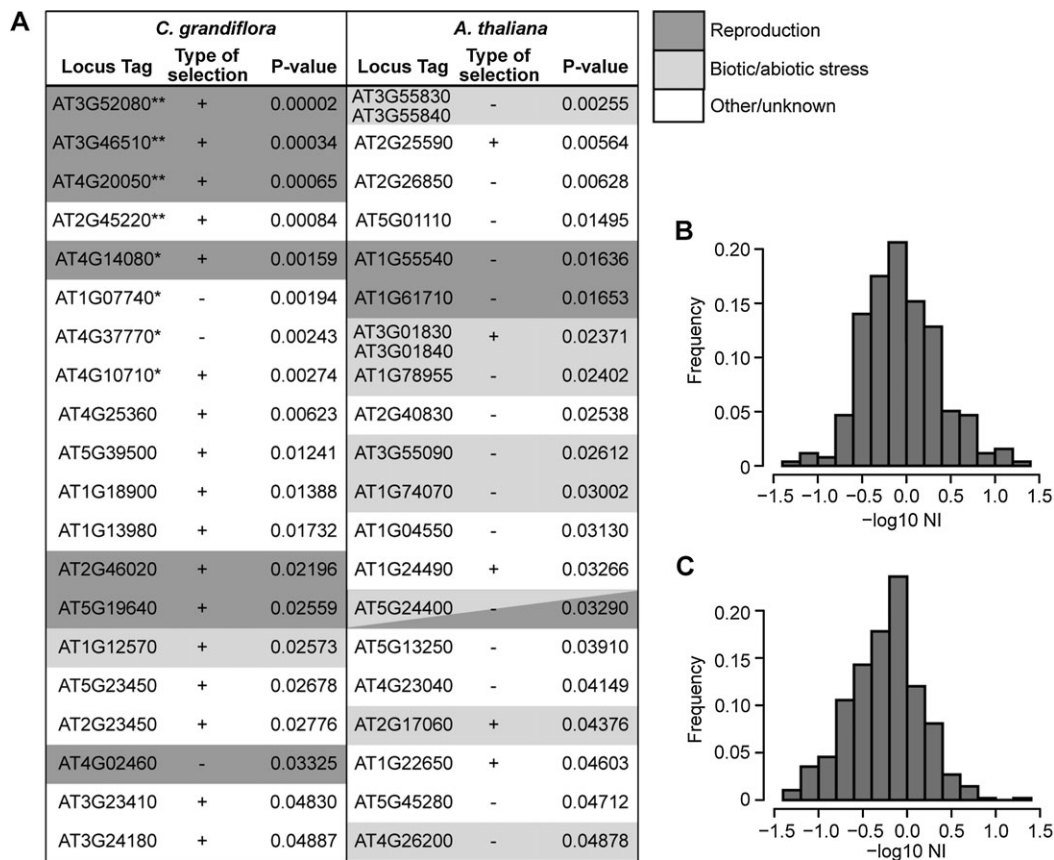 A
C. grandiflora A. thaliana
Locus Tag Type of selection P-value Locus Tag Type of selection P-value
AT3G52080** + 0.00002 AT3G55830 AT3G55840 - 0.00255
AT3G46510** + 0.00034 AT2G25590 + 0.00564
AT4G20050** + 0.00065 AT2G26850 - 0.00628
AT2G45220** + 0.00084 AT5G01110 - 0.01495
AT4G14080* + 0.00159 AT1G55540 - 0.01636
AT1G07740* - 0.00194 AT1G61710 - 0.01653
AT4G37770* - 0.00243 AT3G01830 AT3G01840 + 0.02371
AT4G10710* + 0.00274 AT1G78955 - 0.02402
AT4G25360 + 0.00623 AT2G40830 - 0.02538
AT5G39500 + 0.01241 AT3G55090 - 0.02612
AT1G18900 + 0.01388 AT1G74070 - 0.03002
AT1G13980 + 0.01732 AT1G04550 - 0.03130
AT2G46020 + 0.02196 AT1G24490 + 0.03266
AT5G19640 + 0.02559 AT5G24400 - 0.03290
AT1G12570 + 0.02573 AT5G13250 - 0.03910
AT5G23450 + 0.02678 AT4G23040 - 0.04149
AT2G23450 + 0.02776 AT2G17060 + 0.04376
AT4G02460 - 0.03325 AT1G22650 + 0.04603
AT3G23410 + 0.04830 AT5G45280 - 0.04712
AT3G24180 + 0.04887 AT4G26200 - 0.04878
Reproduction
Biotic/abiotic stress
Other/unknown
B
Frequency
0.20
0.15
0.10
0.05
0
−1.5 −1.0 −0.5 0.0 0.5 1.0 1.5
−log10 NI
C
Frequency
0.20
0.15
0.10
0.05
0
−1.5 −1.0 −0.5 0.0 0.5 1.0 1.5
−log10 NI